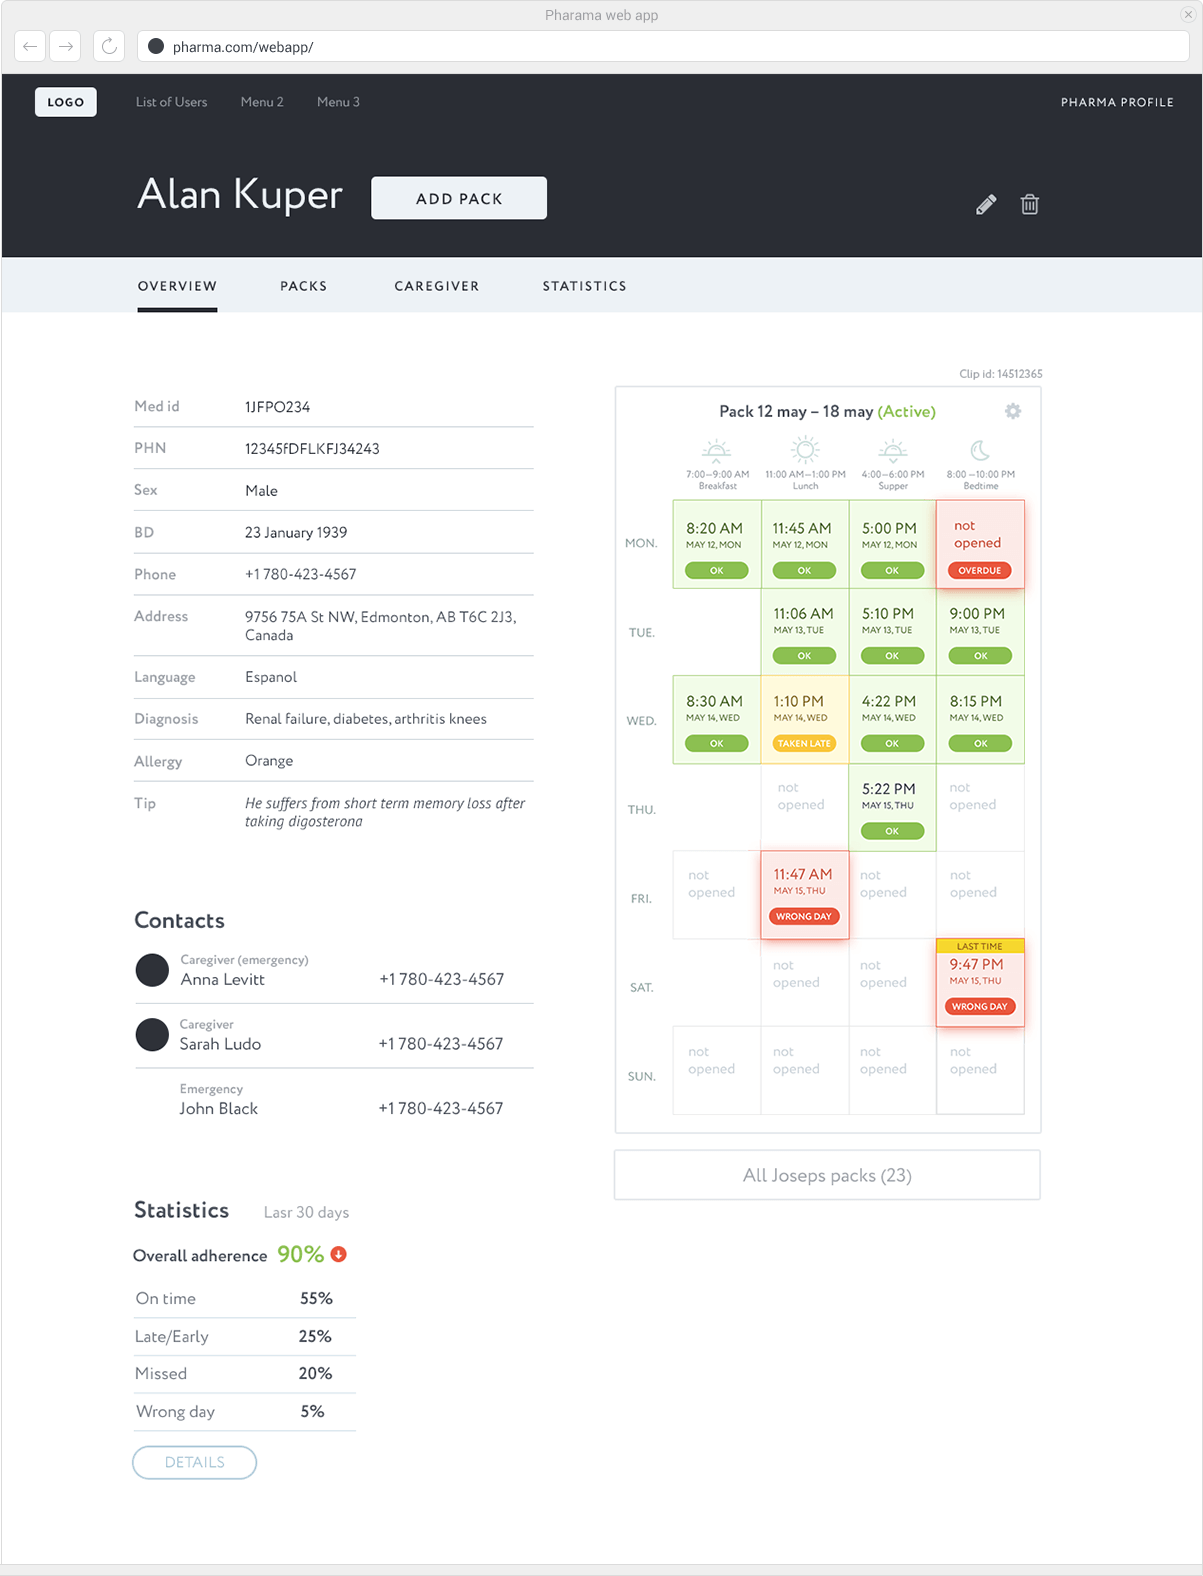 Pharama web app
pharma.com/webapp/
LOGO List of Users Menu 2 Menu 3 PHARMA PROFILE
Alan Kuper ADD PACK
OVERVIEW PACKS CAREGIVER STATISTICS
Med id 1JFPO234
PHN 12345fDFLKFJ34243
Sex Male
BD 23 January 1939
Phone +1 780-423-4567
Address 9756 75A St NW, Edmonton, AB T6C 2J3,
Canada
Language Espanol
Diagnosis Renal failure, diabetes, arthritis knees
Allergy Orange
Tip He suffers from short term memory loss after
taking digosterona
Contacts
Caregiver (emergency)
Anna Levitt +1 780-423-4567
Caregiver
Sarah Ludo +1 780-423-4567
Emergency
John Black +1 780-423-4567
Statistics Last 30 days
Overall adherence 90%
On time 55%
Late/Early 25%
Missed 20%
Wrong day 5%
DETAILS
Clip id: 14512365
Pack 12 may – 18 may (Active)
7:00–9:00 AM 11:00 AM–1:00 PM 4:00–6:00 PM 8:00 –10:00 PM
Breakfast Lunch Supper Bedtime
MON.
8:20 AM 11:45 AM 5:00 PM not
MAY 12, MON MAY 12, MON MAY 12, MON opened
OK OK OK OVERDUE
TUE.
11:06 AM 5:10 PM 9:00 PM
MAY 13, TUE MAY 13, TUE MAY 13, TUE
OK OK OK
WED.
8:30 AM 1:10 PM 4:22 PM 8:15 PM
MAY 14, WED MAY 14, WED MAY 14, WED MAY 14, WED
OK TAKEN LATE OK OK
THU.
not 5:22 PM not
opened MAY 15, THU opened
OK
FRI.
not 11:47 AM not not
opened MAY 15, THU opened opened
WRONG DAY
SAT.
LAST TIME
not not 9:47 PM
opened opened MAY 15, THU
WRONG DAY
SUN.
not not not not
opened opened opened opened
All Joseps packs (23)